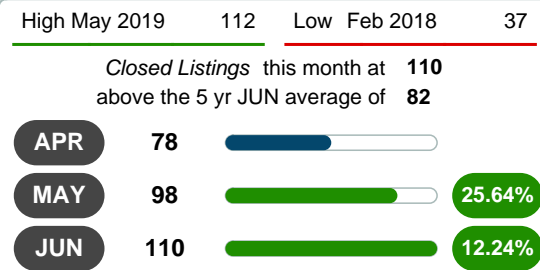 High May 2019 112 Low Feb 2018 37
Closed Listings this month at 110
above the 5 yr JUN average of 82
APR 78
MAY 98 25.64%
JUN 110 12.24%